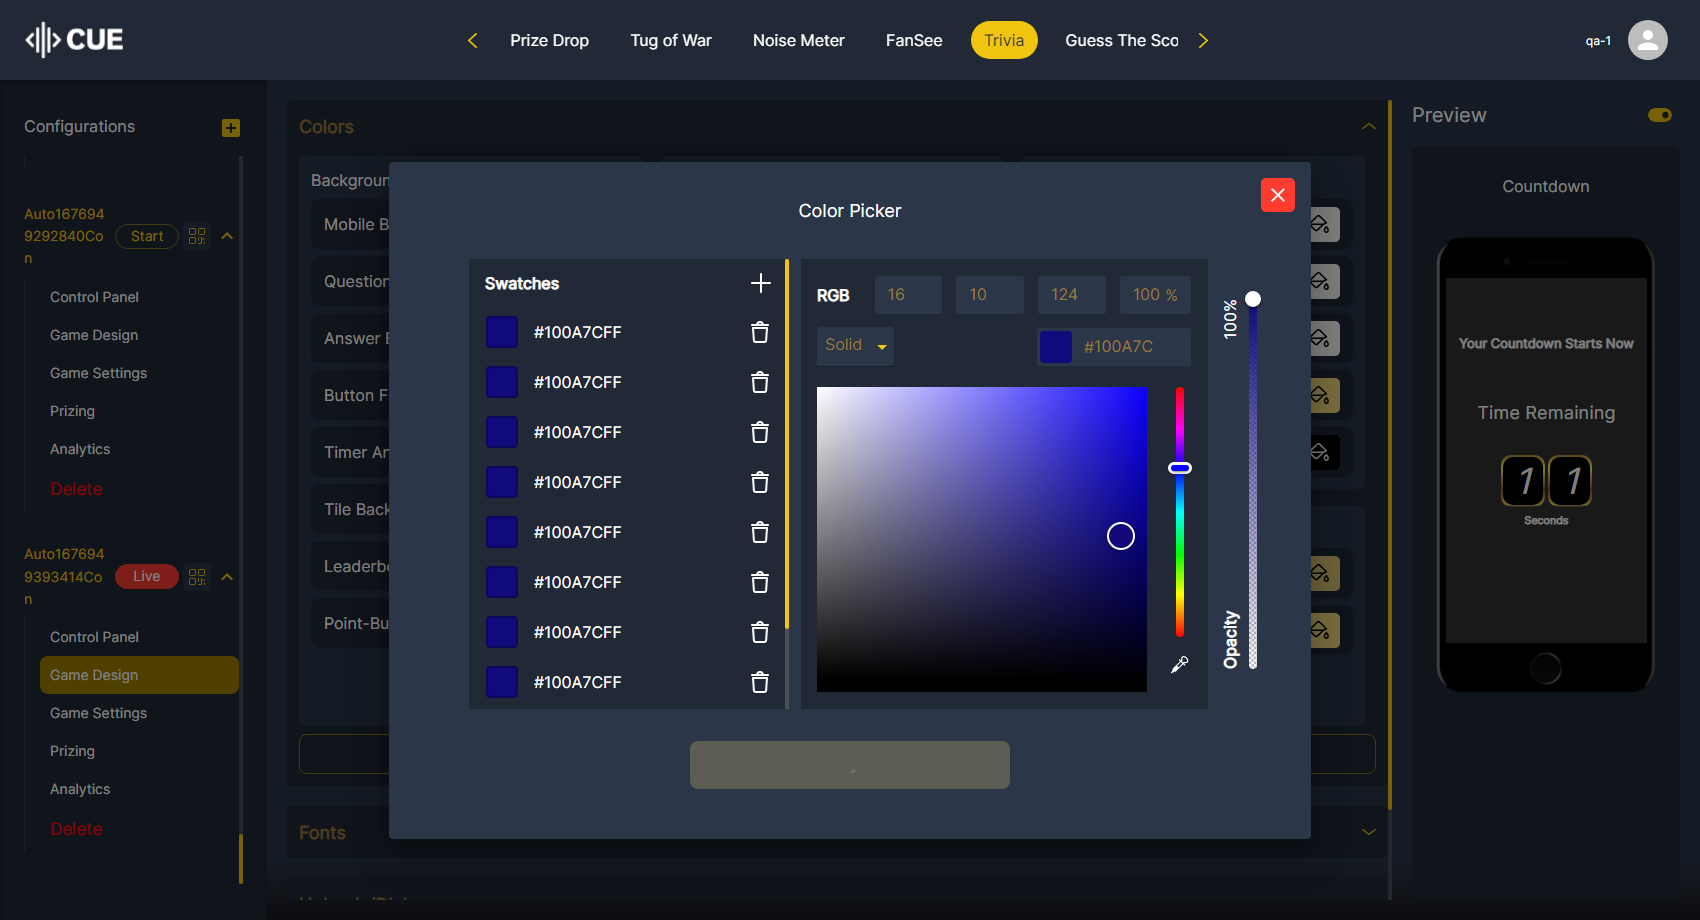 CUE
Prize Drop
Tug of War
Noise Meter
FanSee
Trivia
Guess The Sco
qa-1
Configurations
Auto167694
9292840Co
n
Start
Control Panel
Game Design
Game Settings
Prizing
Analytics
Delete
Auto167694
9393414Co
n
Live
Control Panel
Game Design
Game Settings
Prizing
Analytics
Delete
Colors
Backgroun
Mobile B
Question
Answer B
Button F
Timer An
Tile Back
Leaderbo
Point-Bu
Fonts
Color Picker
Swatches
#100A7CFF
#100A7CFF
#100A7CFF
#100A7CFF
#100A7CFF
#100A7CFF
#100A7CFF
#100A7CFF
RGB
16
10
124
100 %
Solid
#100A7C
100%
Opacity
Preview
Countdown
Your Countdown Starts Now
Time Remaining
1 1
Seconds